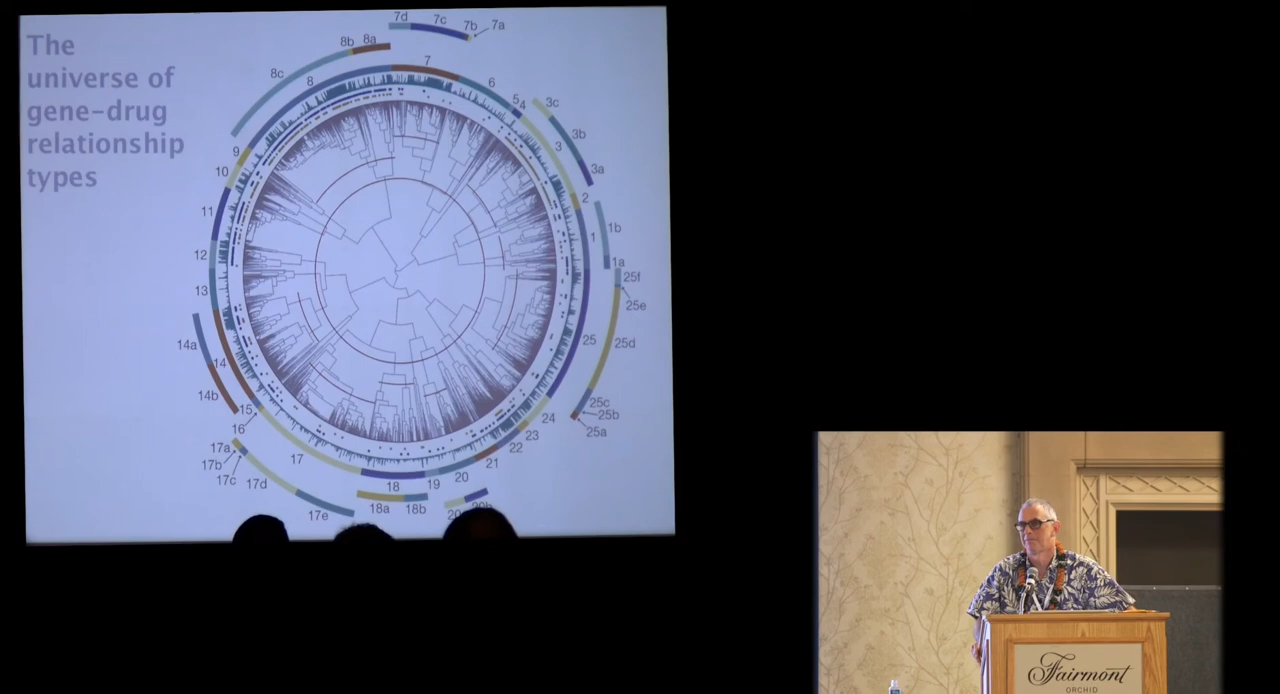 The
universe of
gene-drug
relationship
types
7d
7c
7b
7a
8b
8a
8c
7
8
6
5
4
3c
3b
3
3a
9
10
2
11
1b
1
12
1a
25f
13
25e
14a
25
25d
14
14b
25c
15
25b
24
16
25a
23
17a
22
17b
17
21
17c
17d
20
19
18
17e
18a
18b
Fairmont
ORCHID